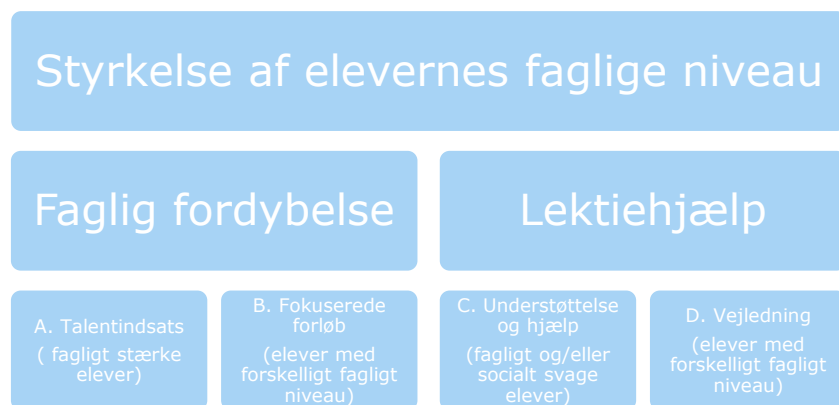 Styrkelse af elevernes faglige niveau
Faglig fordybelse
Lektiehjælp
A. Talentindsats
( fagligt stærke
elever)
B. Fokuserede
forløb
(elever med
forskelligt fagligt
niveau)
C. Understøttelse
og hjælp
(fagligt og/eller
socialt svage
elever)
D. Vejledning
(elever med
forskelligt fagligt
niveau)